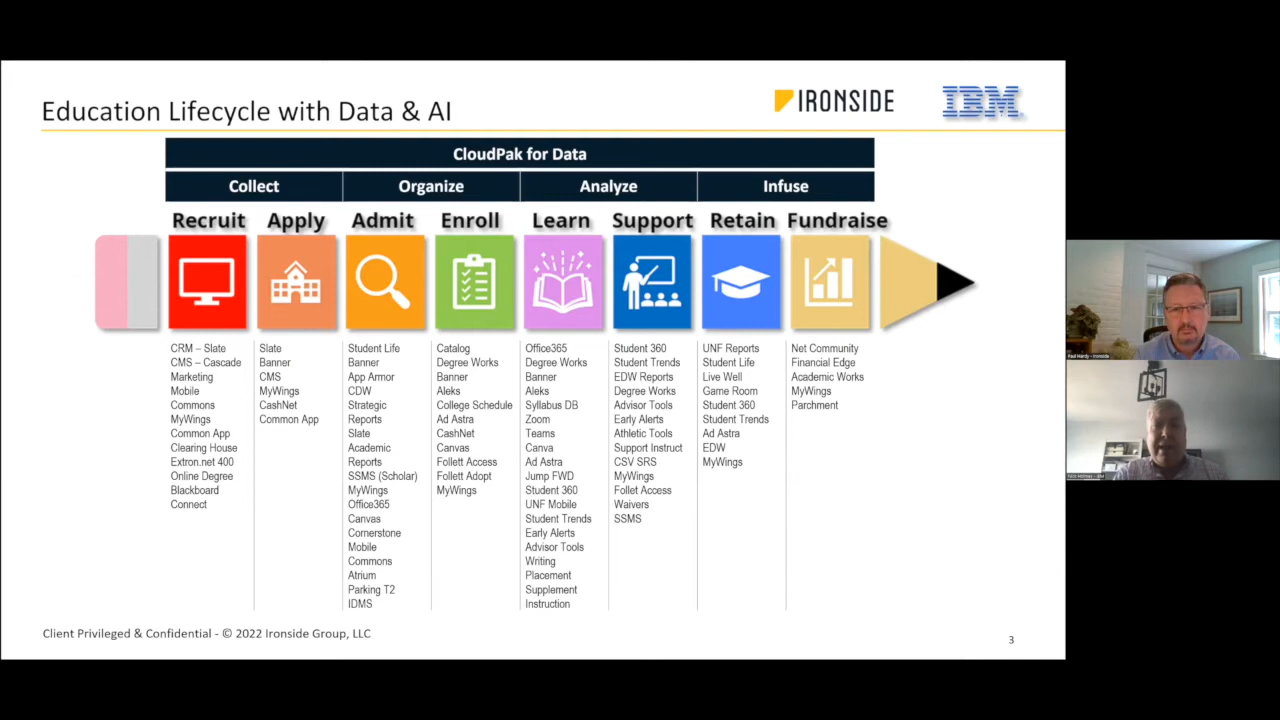 Education Lifecycle with Data & AI
IRONSIDE
IBM
CloudPak for Data
Collect
Organize
Analyze
Infuse
Recruit
Apply
Admit
Enroll
Learn
Support
Retain
Fundraise
CRM – Slate
CMS – Cascade
Marketing
Mobile
Commons
MyWings
Common App
Clearing House
Extron.net 400
Online Degree
Blackboard
Connect
Slate
Banner
CMS
MyWings
CashNet
Common App
Student Life
Banner
App Armor
CDW
Strategic
Reports
Slate
Academic
Reports
SSMS (Scholar)
MyWings
Office365
Canvas
Cornerstone
Mobile
Commons
Atrium
Parking T2
IDMS
Catalog
Degree Works
Banner
Aleks
College Schedule
Ad Astra
CashNet
Canvas
Follett Access
Follett Adopt
MyWings
Office365
Degree Works
Banner
Aleks
Syllabus DB
Zoom
Teams
Canva
Ad Astra
Jump FWD
Student 360
UNF Mobile
Student Trends
Early Alerts
Advisor Tools
Writing
Placement
Supplement
Instruction
Student 360
Student Trends
EDW Reports
Degree Works
Advisor Tools
Early Alerts
Athletic Tools
Support Instruct
CSV SRS
MyWings
Follet Access
Waivers
SSMS
UNF Reports
Student Life
Live Well
Game Room
Student 360
Student Trends
Ad Astra
EDW
MyWings
Net Community
Financial Edge
Academic Works
MyWings
Parchment
Client Privileged & Confidential - © 2022 Ironside Group, LLC
3
Paul Hardy - Ironside